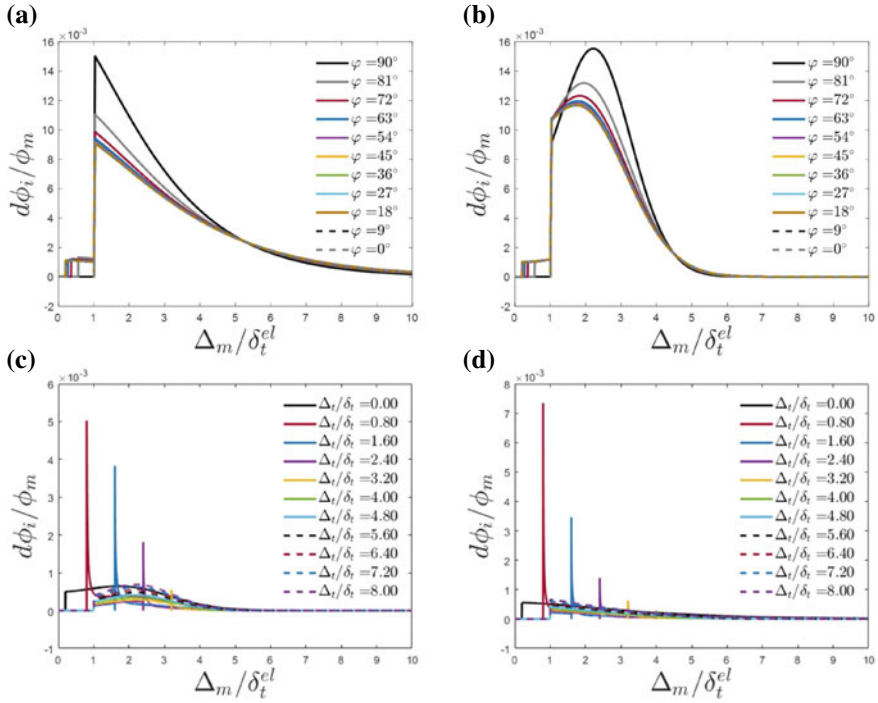 (a)
×10⁻³
16
14
12
10
8
6
4
2
0
-2
dϕᵢ/ϕₘ
φ =90°
φ =81°
φ =72°
φ =63°
φ =54°
φ =45°
φ =36°
φ =27°
φ =18°
φ =9°
φ =0°
0 1 2 3 4 5 6 7 8 9 10
Δₘ/δₜᵉˡ
(b)
×10⁻³
16
14
12
10
8
6
4
2
0
-2
dϕᵢ/ϕₘ
φ =90°
φ =81°
φ =72°
φ =63°
φ =54°
φ =45°
φ =36°
φ =27°
φ =18°
φ =9°
φ =0°
0 1 2 3 4 5 6 7 8 9 10
Δₘ/δₜᵉˡ
(c)
×10⁻³
6
5
4
3
2
1
0
-1
dϕᵢ/ϕₘ
Δₜ/δₜ =0.00
Δₜ/δₜ =0.80
Δₜ/δₜ =1.60
Δₜ/δₜ =2.40
Δₜ/δₜ =3.20
Δₜ/δₜ =4.00
Δₜ/δₜ =4.80
Δₜ/δₜ =5.60
Δₜ/δₜ =6.40
Δₜ/δₜ =7.20
Δₜ/δₜ =8.00
0 1 2 3 4 5 6 7 8 9 10
Δₘ/δₜᵉˡ
(d)
×10⁻³
8
7
6
5
4
3
2
1
0
-1
dϕᵢ/ϕₘ
Δₜ/δₜ =0.00
Δₜ/δₜ =0.80
Δₜ/δₜ =1.60
Δₜ/δₜ =2.40
Δₜ/δₜ =3.20
Δₜ/δₜ =4.00
Δₜ/δₜ =4.80
Δₜ/δₜ =5.60
Δₜ/δₜ =6.40
Δₜ/δₜ =7.20
Δₜ/δₜ =8.00
0 1 2 3 4 5 6 7 8 9 10
Δₘ/δₜᵉˡ